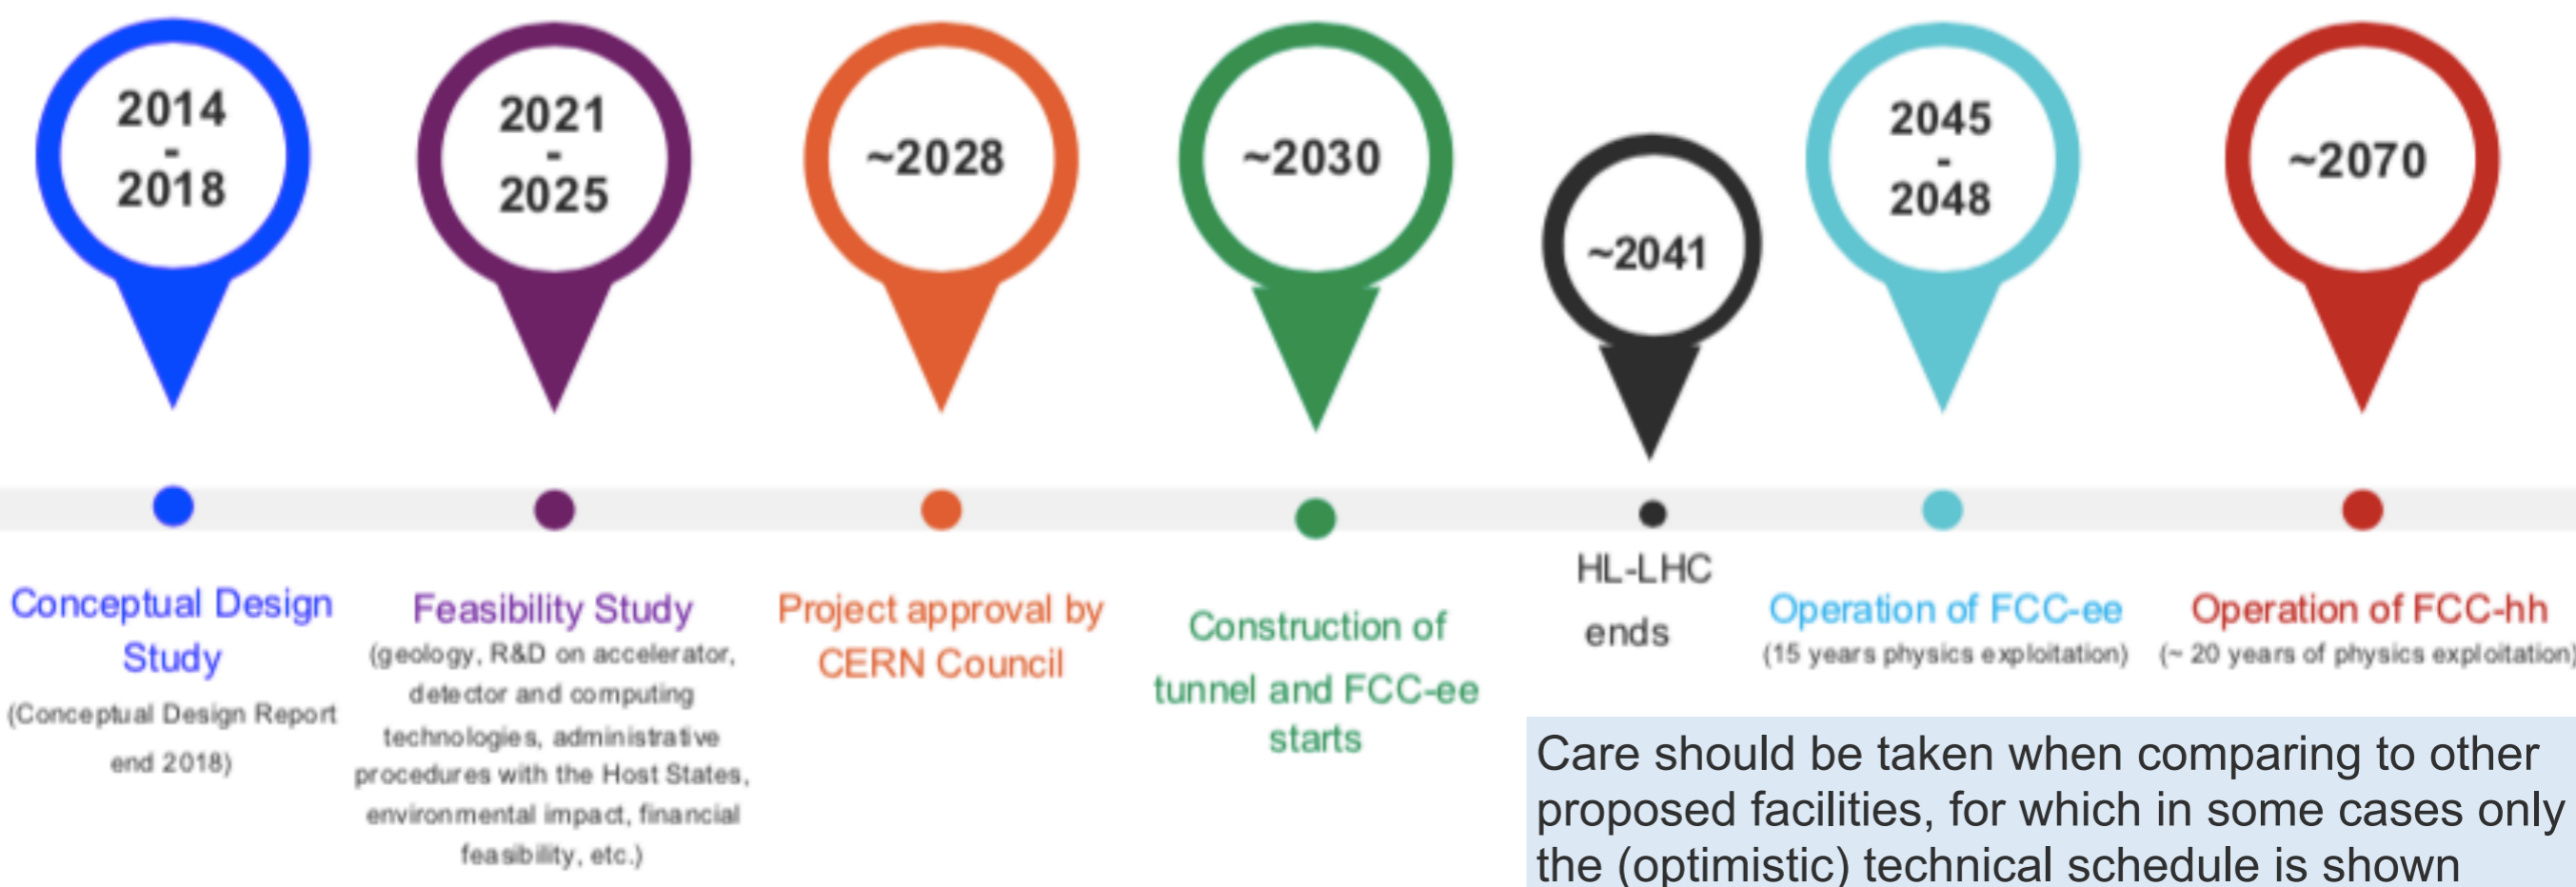 2014
-
2018
2021
-
2025
~2028
~2030
~2041
2045
-
2048
~2070
Conceptual Design
Study
(Conceptual Design Report
end 2018)
Feasibility Study
(geology, R&D on accelerator,
detector and computing
technologies, administrative
procedures with the Host States,
environmental impact, financial
feasibility, etc.)
Project approval by
CERN Council
Construction of
tunnel and FCC-ee
starts
HL-LHC
ends
Operation of FCC-ee
(15 years physics exploitation)
Operation of FCC-hh
(~ 20 years of physics exploitation)
Care should be taken when comparing to other
proposed facilities, for which in some cases only
the (optimistic) technical schedule is shown